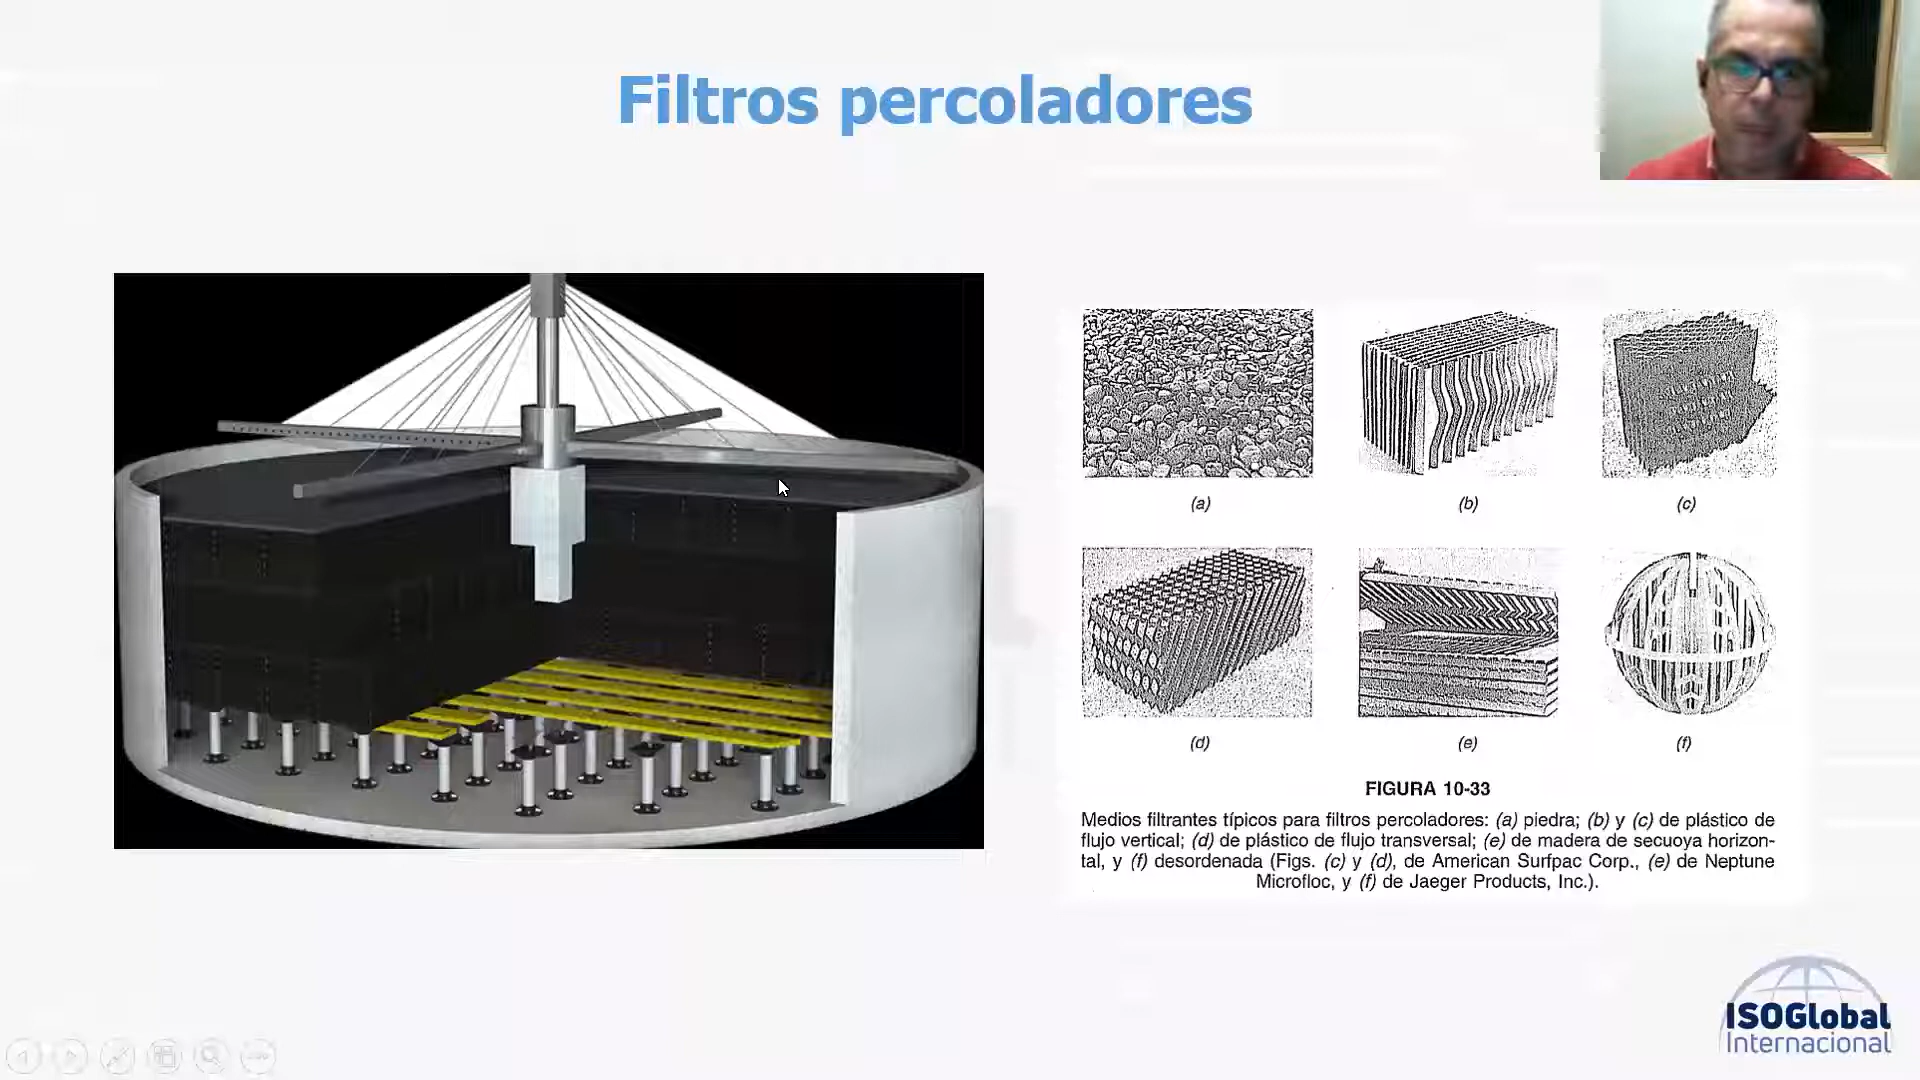 Filtros percoladores
(a)
(b)
(c)
(d)
(e)
(f)
FIGURA 10-33
Medios filtrantes típicos para filtros percoladores: (a) piedra; (b) y (c) de plástico de
flujo vertical; (d) de plástico de flujo transversal; (e) de madera de secuoya horizon-
tal, y (f) desordenada (Figs. (c) y (d), de American Surfpac Corp., (e) de Neptune
Microfloc, y (f) de Jaeger Products, Inc.).
ISOGlobal
Internacional